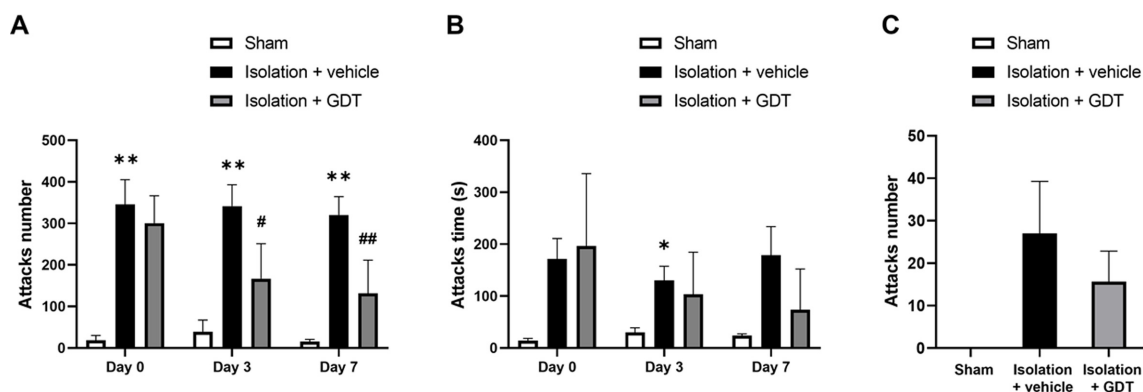 A
Sham
Isolation + vehicle
Isolation + GDT
Attacks number
500
400
300
200
100
0
**
**
**
#
##
Day 0
Day 3
Day 7
B
Sham
Isolation + vehicle
Isolation + GDT
Attacks time (s)
400
300
200
100
0
*
Day 0
Day 3
Day 7
C
Sham
Isolation + vehicle
Isolation + GDT
Attacks number
50
40
30
20
10
0
Sham
Isolation
+ vehicle
Isolation
+ GDT